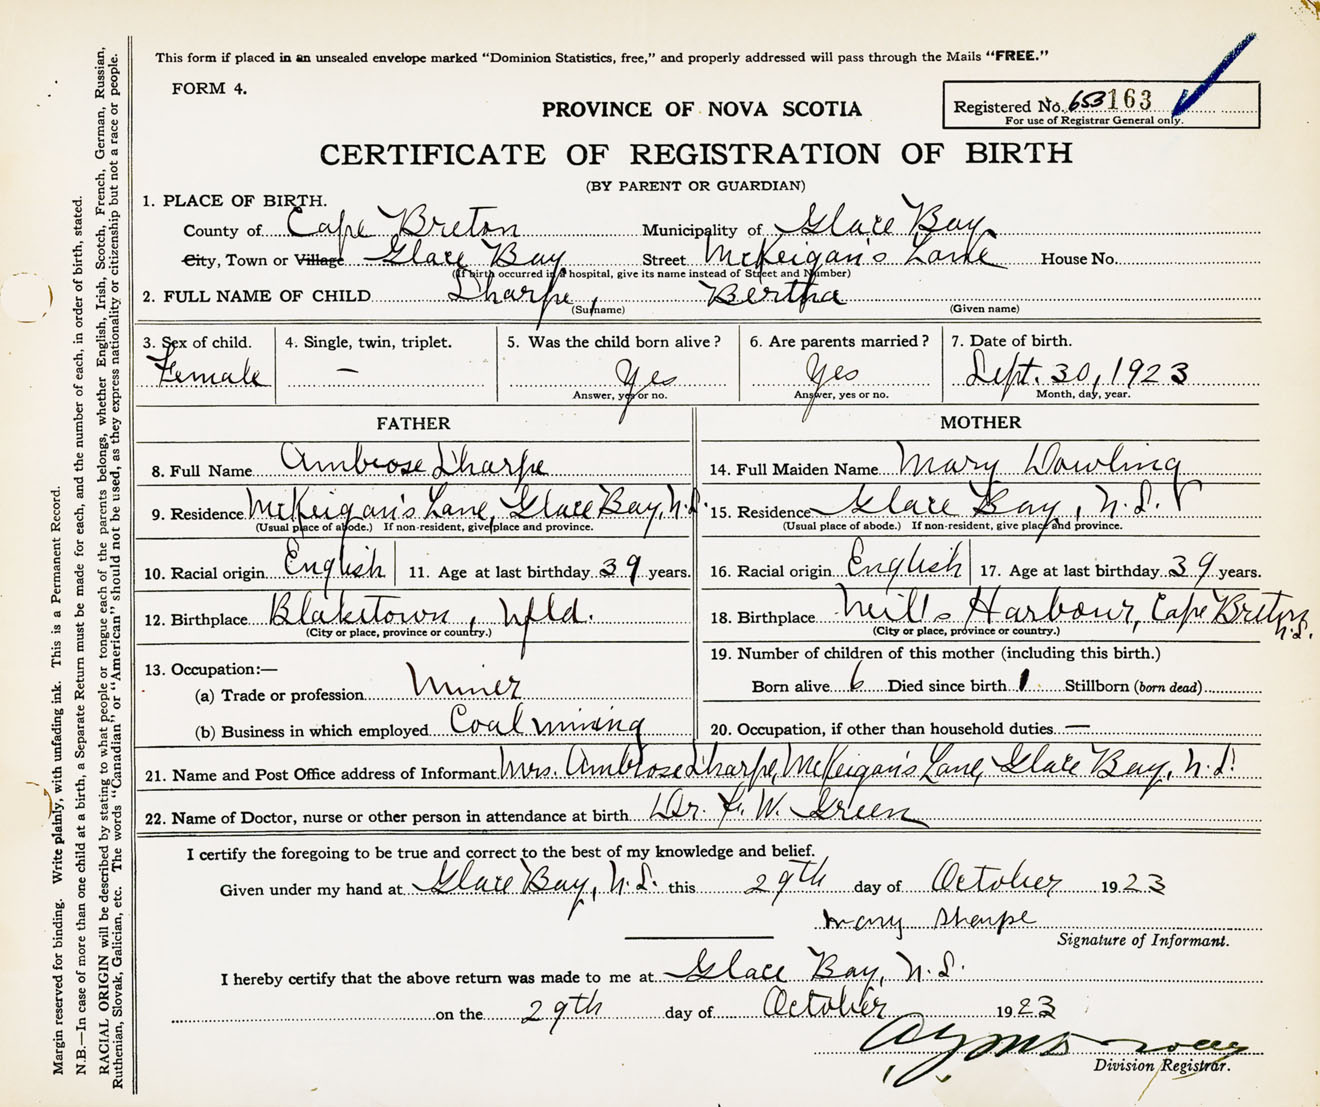 This form if placed in an unsealed envelope marked "Dominion Statistics, free," and properly addressed will pass through the Mails "FREE."
FORM 4.
PROVINCE OF NOVA SCOTIA
Registered No. 653 163
For use of Registrar General only.
CERTIFICATE OF REGISTRATION OF BIRTH
(BY PARENT OR GUARDIAN)
1. PLACE OF BIRTH.
County of Cape Breton Municipality of Glace Bay
City, Town or Village Glace Bay Street McKeigan's Lane House No.
(If birth occurred in a hospital, give its name instead of Street and Number)
2. FULL NAME OF CHILD Sharpe, Bertha
(Surname) (Given name)
3. Sex of child. 4. Single, twin, triplet. 5. Was the child born alive? 6. Are parents married? 7. Date of birth.
Female — Yes Yes Sept. 30, 1923
Answer, yes or no. Answer, yes or no. Month, day, year.
FATHER MOTHER
8. Full Name Ambrose Sharpe 14. Full Maiden Name Mary Dowling
9. Residence McKeigan's Lane, Glace Bay, N.S. 15. Residence Glace Bay, N.S.
(Usual place of abode.) If non-resident, give place and province. (Usual place of abode.) If non-resident, give place and province.
10. Racial origin English 11. Age at last birthday 39 years. 16. Racial origin English 17. Age at last birthday 39 years.
12. Birthplace Blaketown, Nfld. 18. Birthplace Neil's Harbour, Cape Breton, N.S.
(City or place, province or country.) (City or place, province or country.)
13. Occupation:— 19. Number of children of this mother (including this birth.)
(a) Trade or profession Miner Born alive 6 Died since birth 1 Stillborn (born dead)
(b) Business in which employed Coal mining 20. Occupation, if other than household duties —
21. Name and Post Office address of Informant Mrs. Ambrose Sharpe, McKeigan's Lane, Glace Bay, N.S.
22. Name of Doctor, nurse or other person in attendance at birth Dr. F. W. Green
I certify the foregoing to be true and correct to the best of my knowledge and belief.
Given under my hand at Glace Bay, N.S. this 29th day of October 1923
Mary Sharpe
Signature of Informant.
I hereby certify that the above return was made to me at Glace Bay, N.S.
on the 29th day of October 1923
Division Registrar.
Margin reserved for binding. Write plainly, with unfading ink. This is a Permanent Record.
N.B.—In case of more than one child at a birth, a Separate Return must be made for each, and the number of each, in order of birth, stated.
RACIAL ORIGIN will be described by stating to what people or tongue each of the parents belongs, whether English, Irish, Scotch, French, German, Russian,
Ruthenian, Slovak, Galician, etc. The words "Canadian" or "American" should not be used, as they express nationality or citizenship but not a race or people.